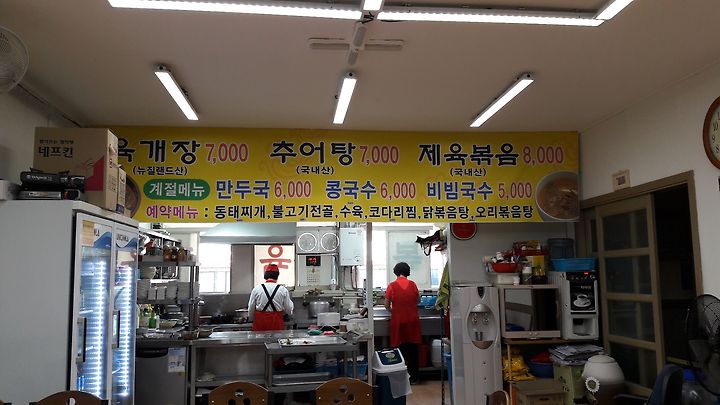 육개장 7,000 추어탕 7,000 제육볶음 8,000
(뉴질랜드산) (국내산) (국내산)
계절메뉴 만두국 6,000 콩국수 6,000 비빔국수 5,000
예약메뉴 : 동태찌개,불고기전골,수육,코다리찜,닭볶음탕,오리볶음탕
네프킨
육